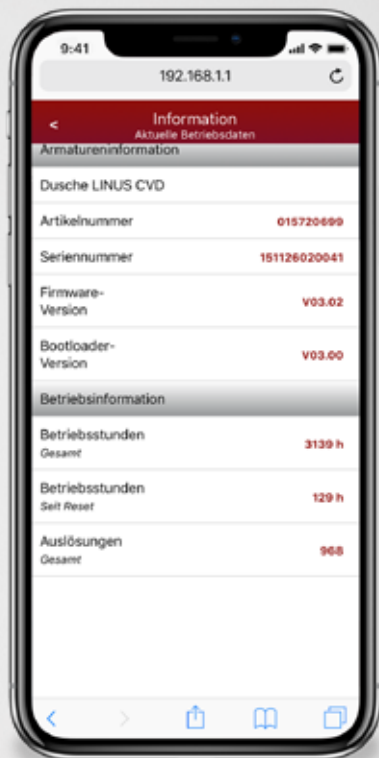 9:41
192.168.1.1
<
Information
Aktuelle Betriebsdaten
Armatureninformation
Dusche LINUS CVD
Artikelnummer 015720699
Seriennummer 151126020041
Firmware-
Version V03.02
Bootloader-
Version V03.00
Betriebsinformation
Betriebsstunden
Gesamt 3139 h
Betriebsstunden
Seit Reset 129 h
Auslösungen
Gesamt 968